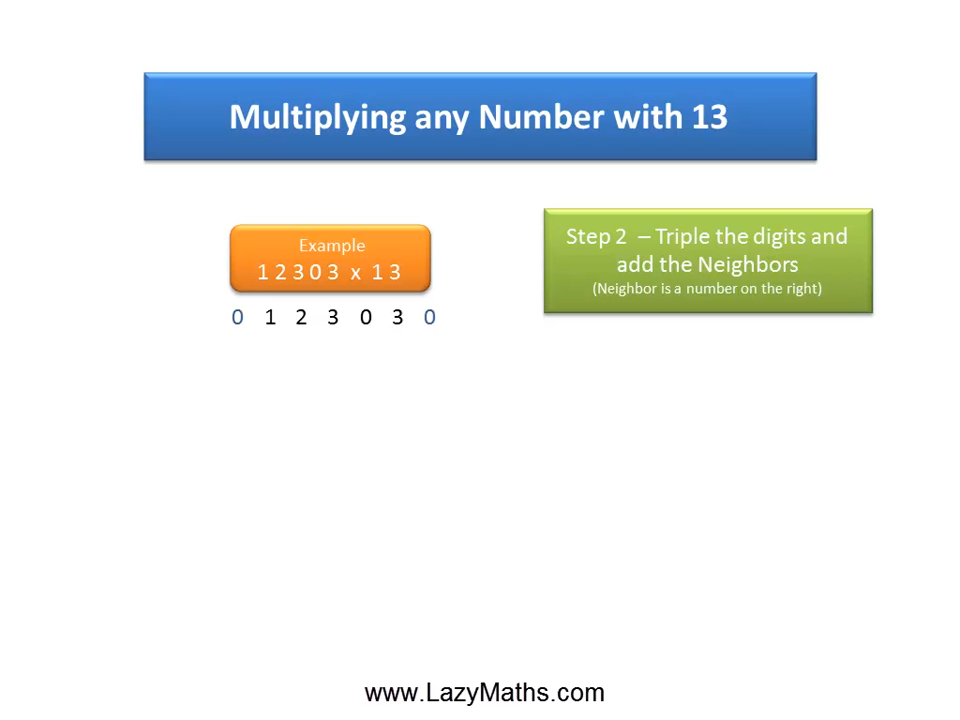 Multiplying any Number with 13
Example
1 2 3 0 3 x 1 3
0 1 2 3 0 3 0
Step 2 – Triple the digits and
add the Neighbors
(Neighbor is a number on the right)
www.LazyMaths.com